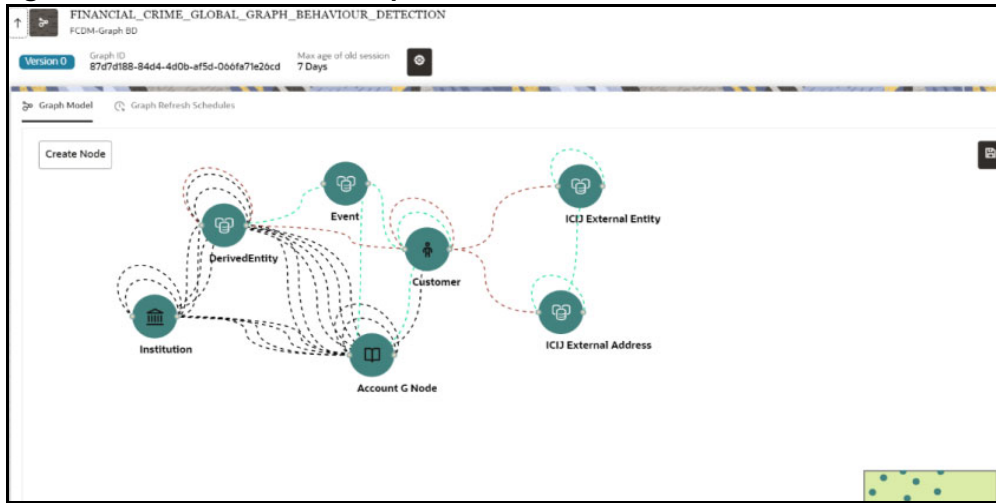 FINANCIAL_CRIME_GLOBAL_GRAPH_BEHAVIOUR_DETECTION
FCDM-Graph BD
Version 0
Graph ID
87d7d188-84d4-4d0b-af5d-066fa71e26cd
Max age of old session
7 Days
Graph Model
Graph Refresh Schedules
Create Node
Event
ICIJ External Entity
DerivedEntity
Customer
Institution
ICIJ External Address
Account G Node